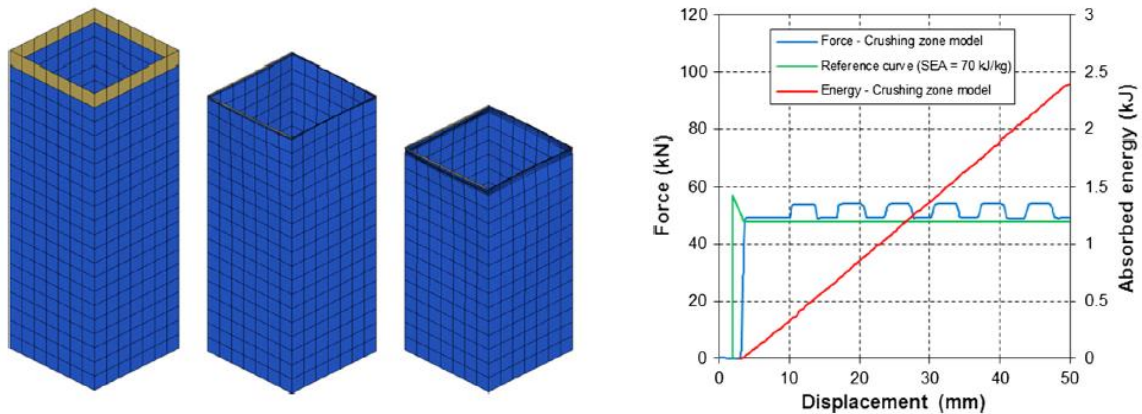 120
100
80
60
40
20
0
Force (kN)
Force - Crushing zone model
Reference curve (SEA = 70 kJ/kg)
Energy - Crushing zone model
3
2.5
2
1.5
1
0.5
0
Absorbed energy (kJ)
0 10 20 30 40 50
Displacement (mm)